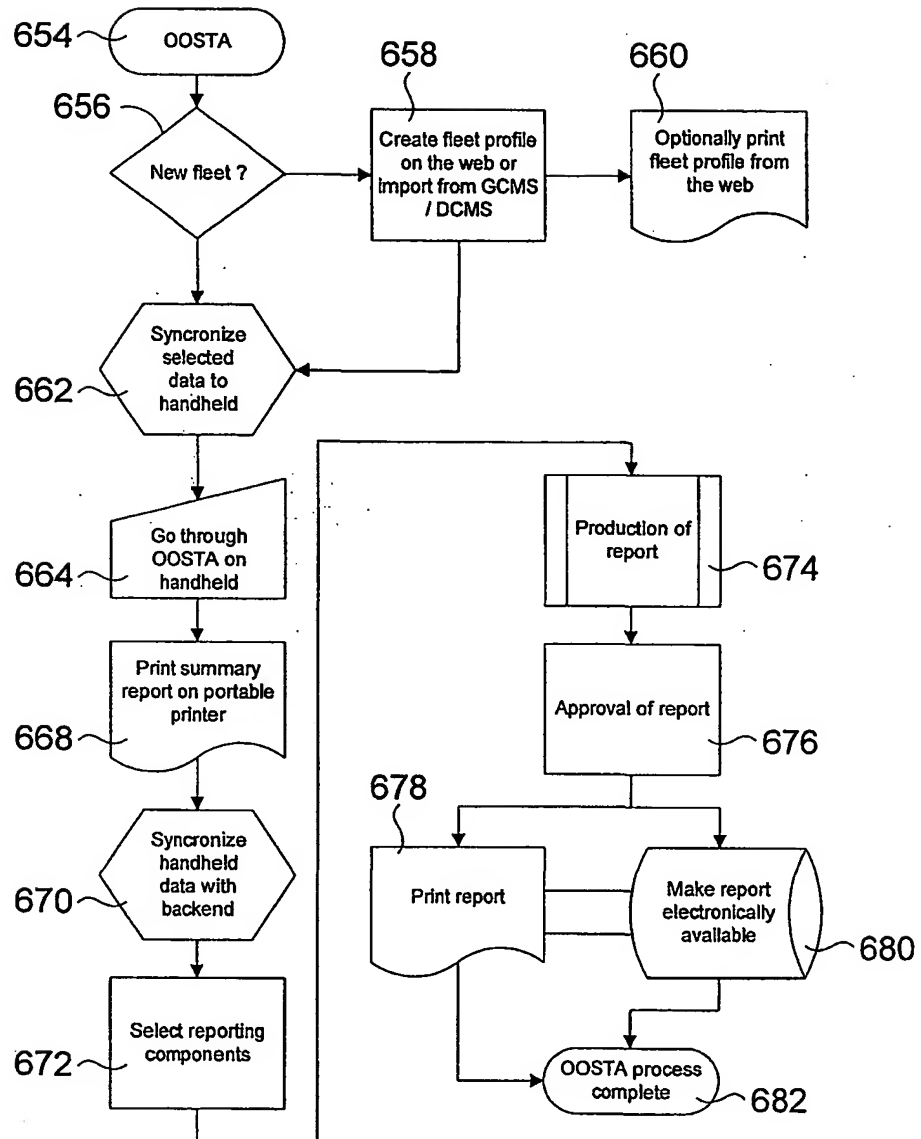 654
OOSTA
656
New fleet ?
658
Create fleet profile
on the web or
import from GCMS
/ DCMS
660
Optionally print
fleet profile from
the web
662
Syncronize
selected
data to
handheld
664
Go through
OOSTA on
handheld
668
Print summary
report on portable
printer
670
Syncronize
handheld
data with
backend
672
Select reporting
components
Production of
report
674
Approval of report
676
678
Print report
Make report
electronically
available
680
OOSTA process
complete
682